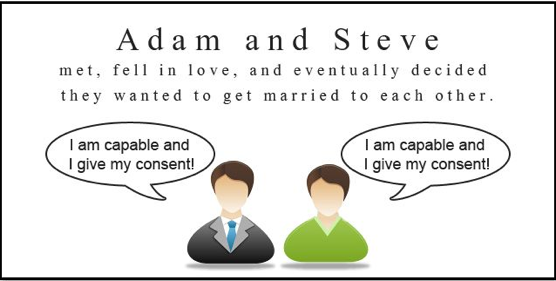 Adam and Steve
met, fell in love, and eventually decided
they wanted to get married to each other.
I am capable and
I give my consent!
I am capable and
I give my consent!